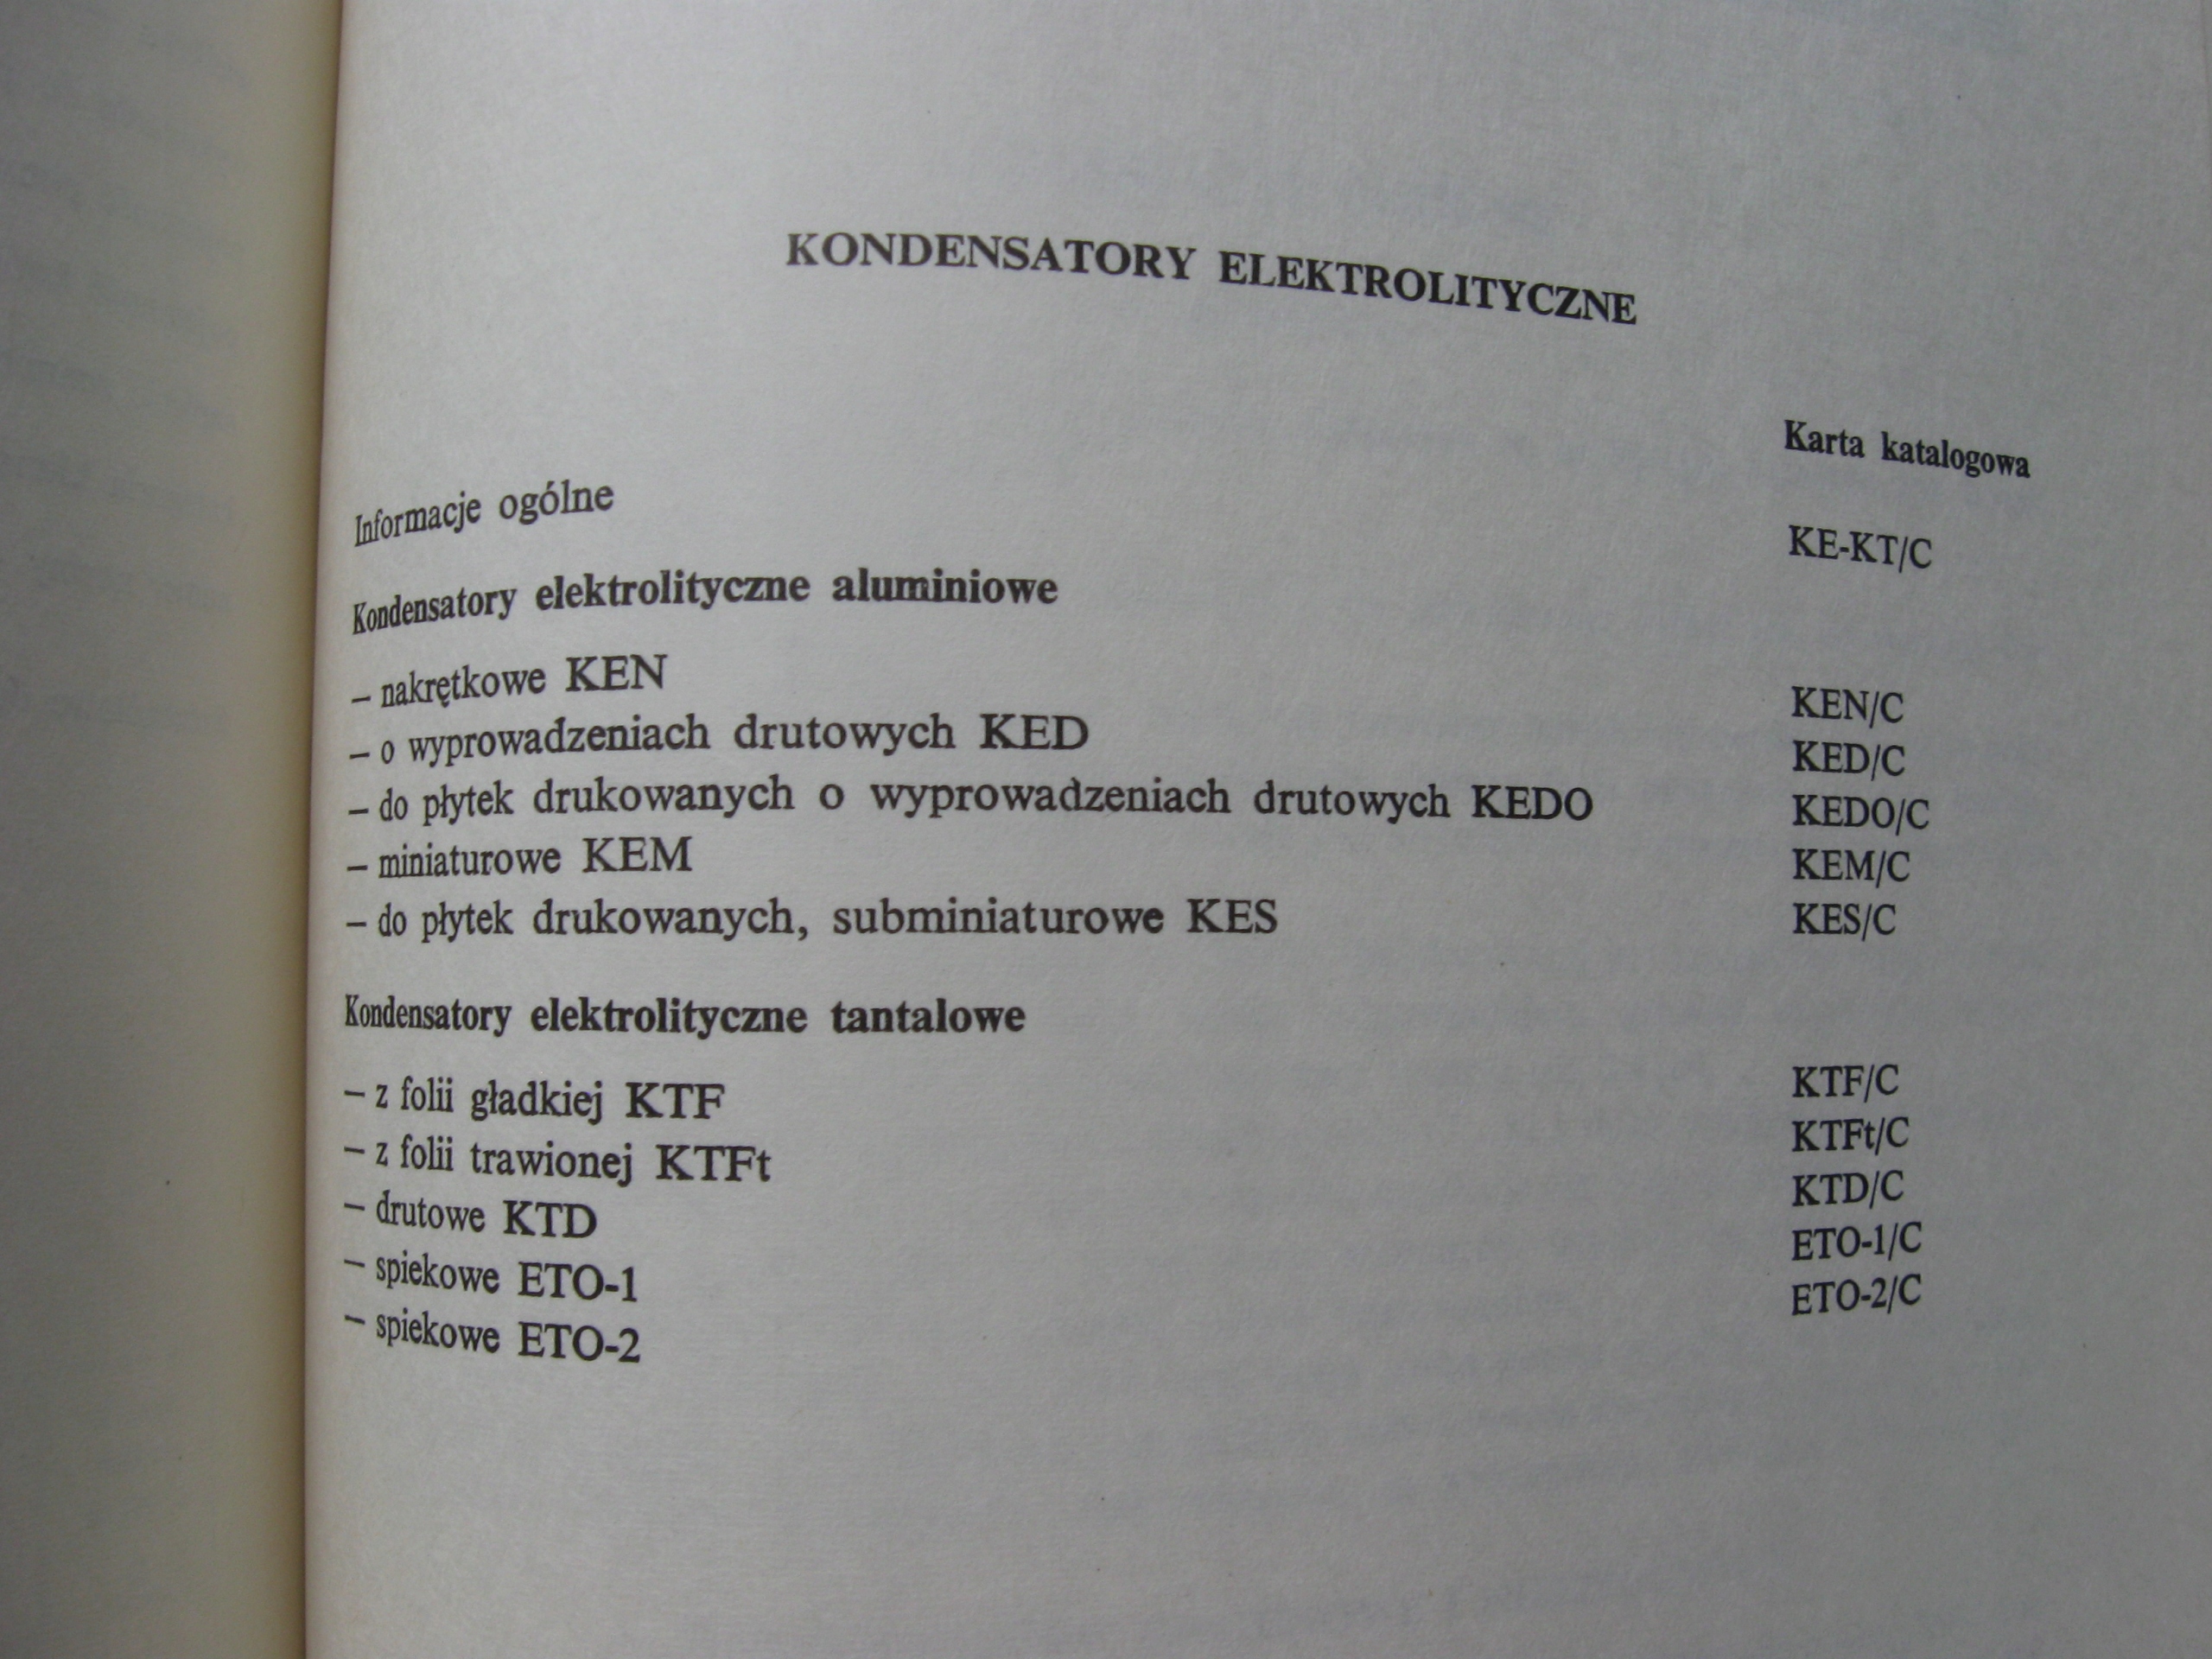 KONDENSATORY ELEKTROLITYCZNE
Karta katalogowa
Informacje ogólne KE-KT/C
Kondensatory elektrolityczne aluminiowe
– nakrętkowe KEN KEN/C
– o wyprowadzeniach drutowych KED KED/C
– do płytek drukowanych o wyprowadzeniach drutowych KEDO KEDO/C
– miniaturowe KEM KEM/C
– do płytek drukowanych, subminiaturowe KES KES/C
Kondensatory elektrolityczne tantalowe
– z folii gładkiej KTF KTF/C
– z folii trawionej KTFt KTFt/C
– drutowe KTD KTD/C
– spiekowe ETO-1 ETO-1/C
– spiekowe ETO-2 ETO-2/C